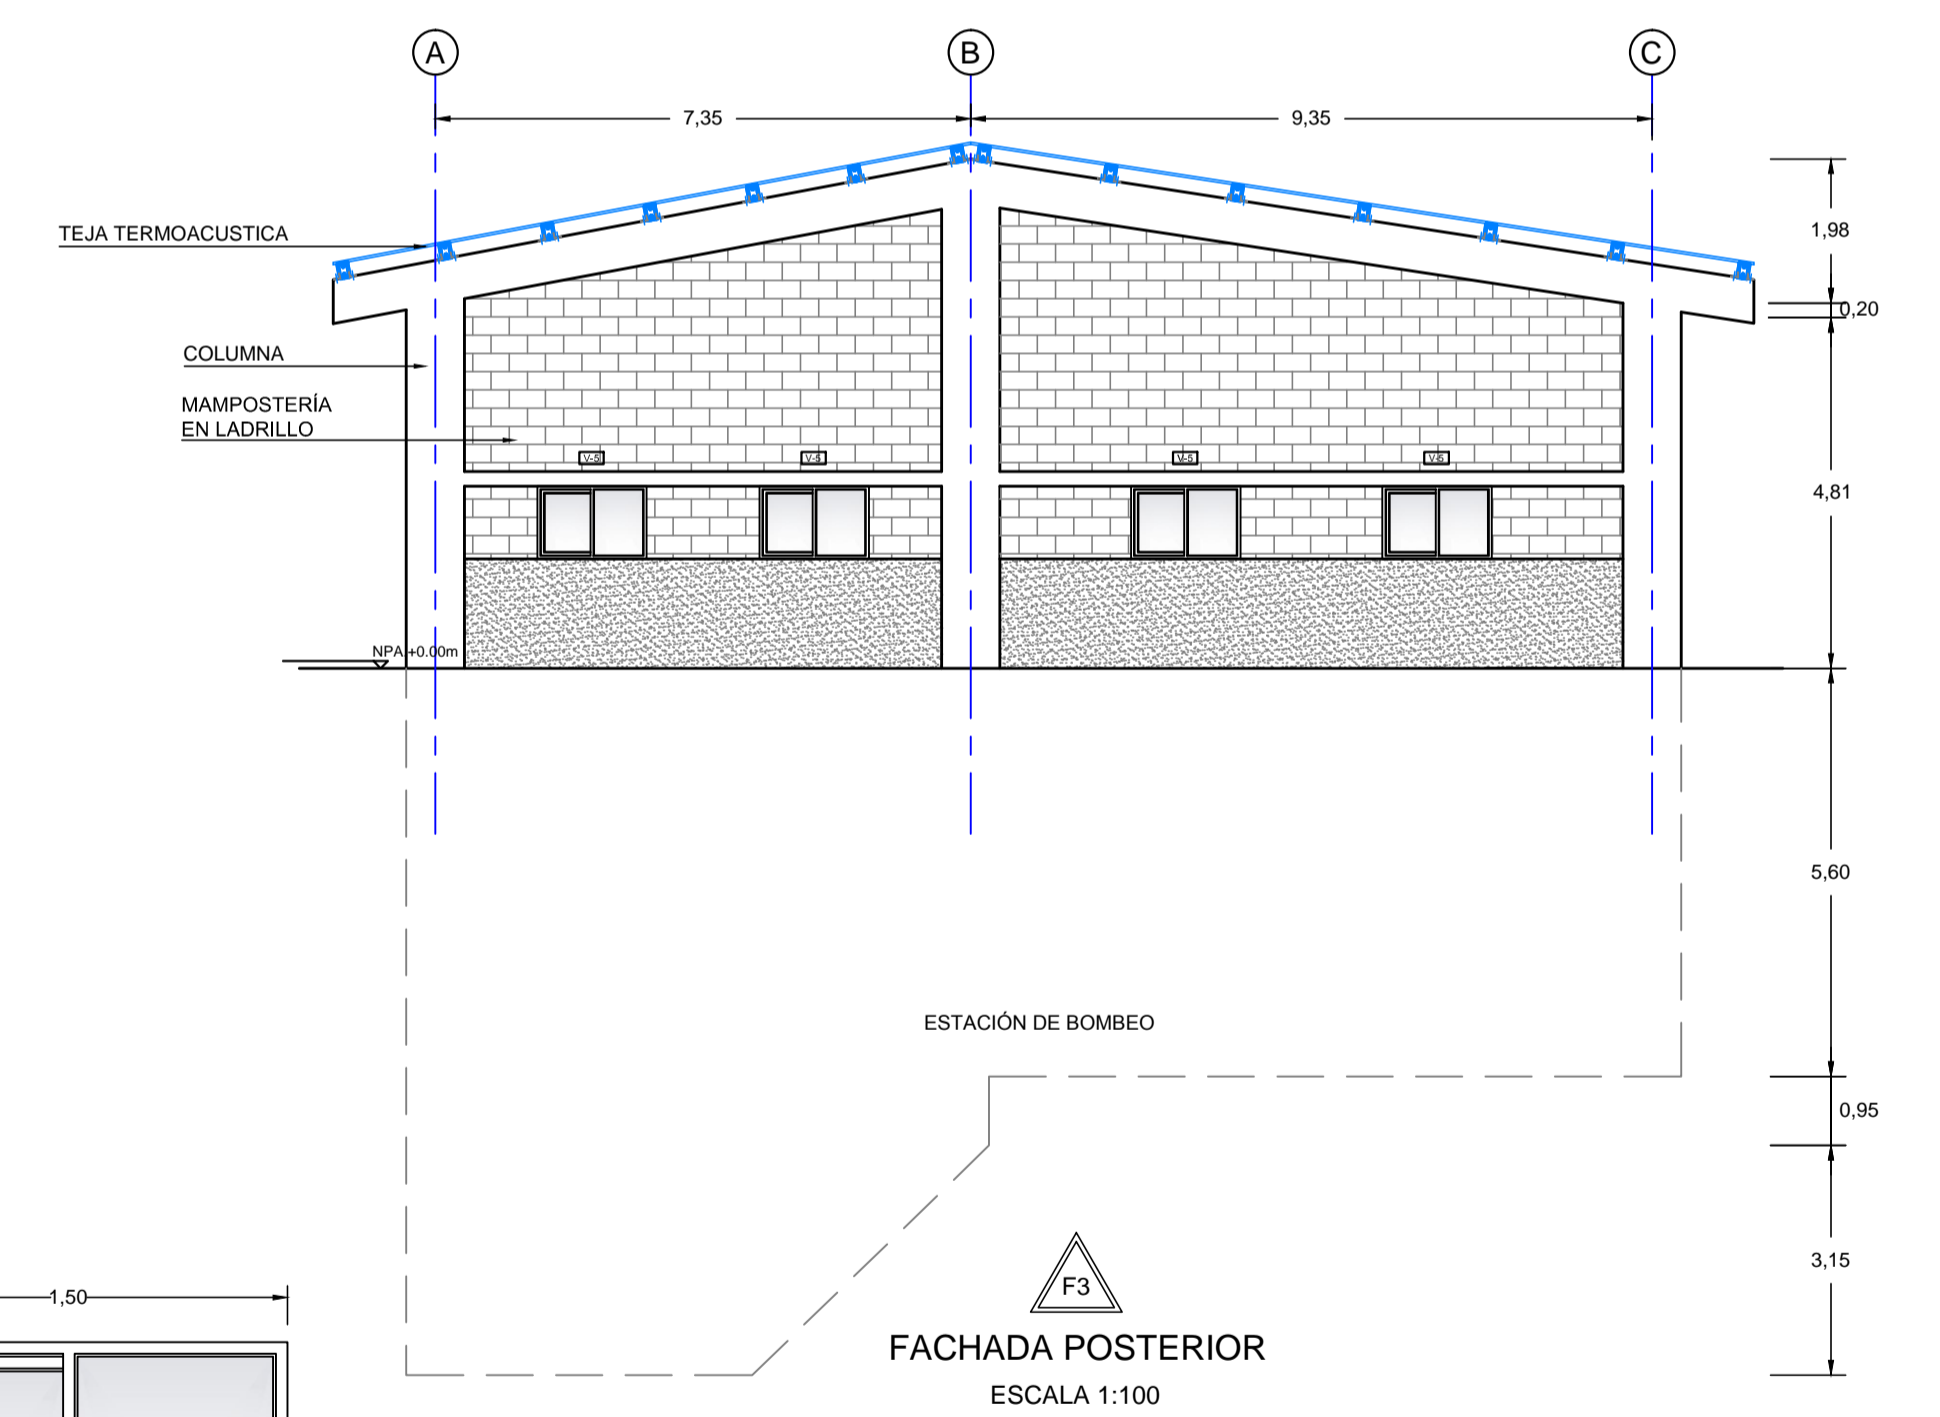 A
B
C
7,35
9,35
1,98
TEJA TERMOACUSTICA
0,20
COLUMNA
MAMPOSTERÍA
EN LADRILLO
V-5
V-5
V-5
V-5
4,81
NPA +0.00m
5,60
ESTACIÓN DE BOMBEO
0,95
3,15
F3
1,50
FACHADA POSTERIOR
ESCALA 1:100